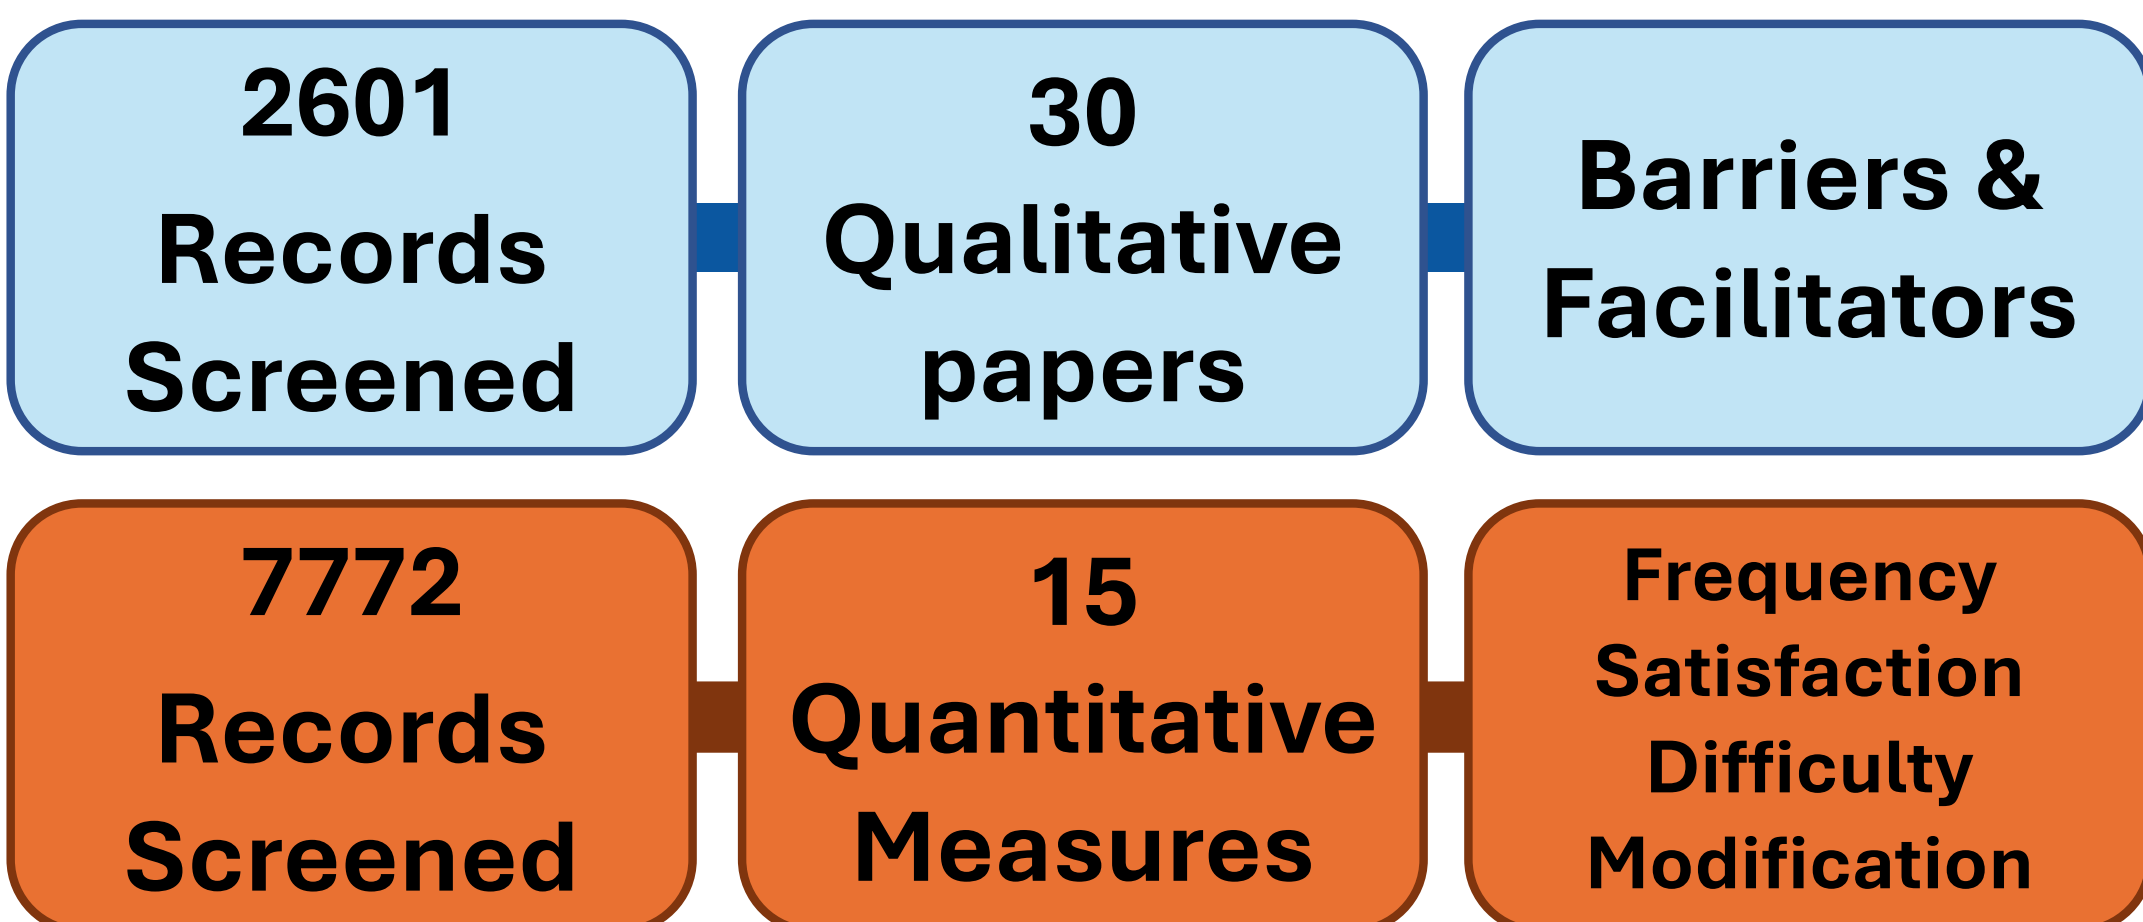 2601
Records
Screened
30
Qualitative
papers
Barriers &
Facilitators
7772
Records
Screened
15
Quantitative
Measures
Frequency
Satisfaction
Difficulty
Modification